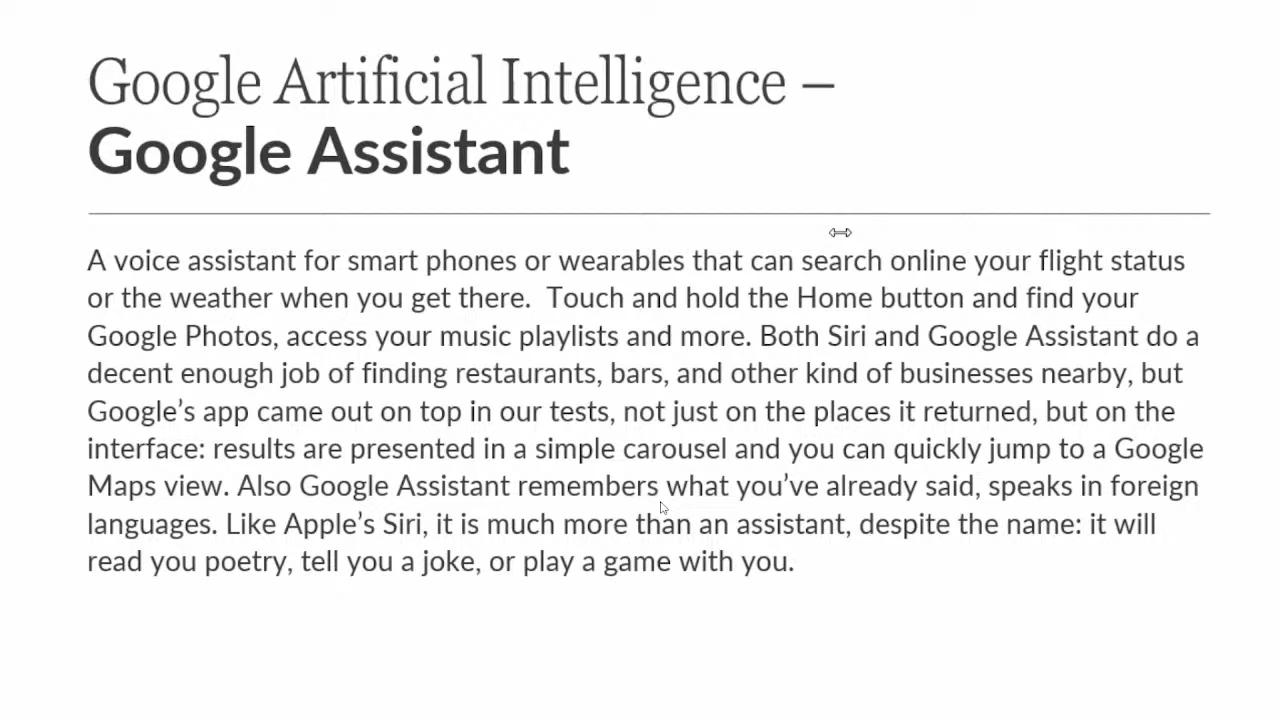 Google Artificial Intelligence –
Google Assistant
A voice assistant for smart phones or wearables that can search online your flight status
or the weather when you get there.  Touch and hold the Home button and find your
Google Photos, access your music playlists and more. Both Siri and Google Assistant do a
decent enough job of finding restaurants, bars, and other kind of businesses nearby, but
Google’s app came out on top in our tests, not just on the places it returned, but on the
interface: results are presented in a simple carousel and you can quickly jump to a Google
Maps view. Also Google Assistant remembers what you’ve already said, speaks in foreign
languages. Like Apple’s Siri, it is much more than an assistant, despite the name: it will
read you poetry, tell you a joke, or play a game with you.